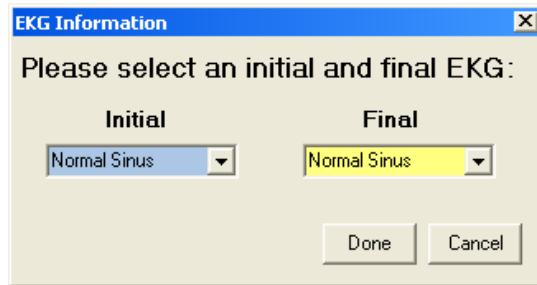 EKG Information
Please select an initial and final EKG:
Initial Final
Normal Sinus Normal Sinus
Done Cancel